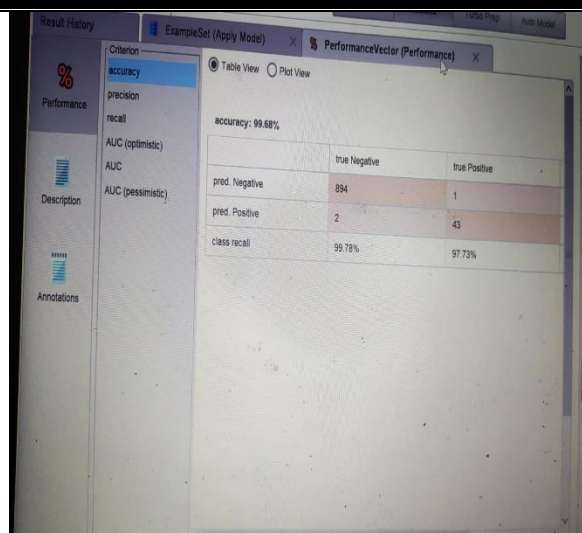 Turbo Prep Auto Model
Result History
ExampleSet (Apply Model) ×
% PerformanceVector (Performance) ×
%
Performance
Description
Annotations
Criterion
accuracy
precision
recall
AUC (optimistic)
AUC
AUC (pessimistic)
Table View Plot View
accuracy: 99.68%
true Negative true Positive
pred. Negative 894 1
pred. Positive 2 43
class recall 99.78% 97.73%